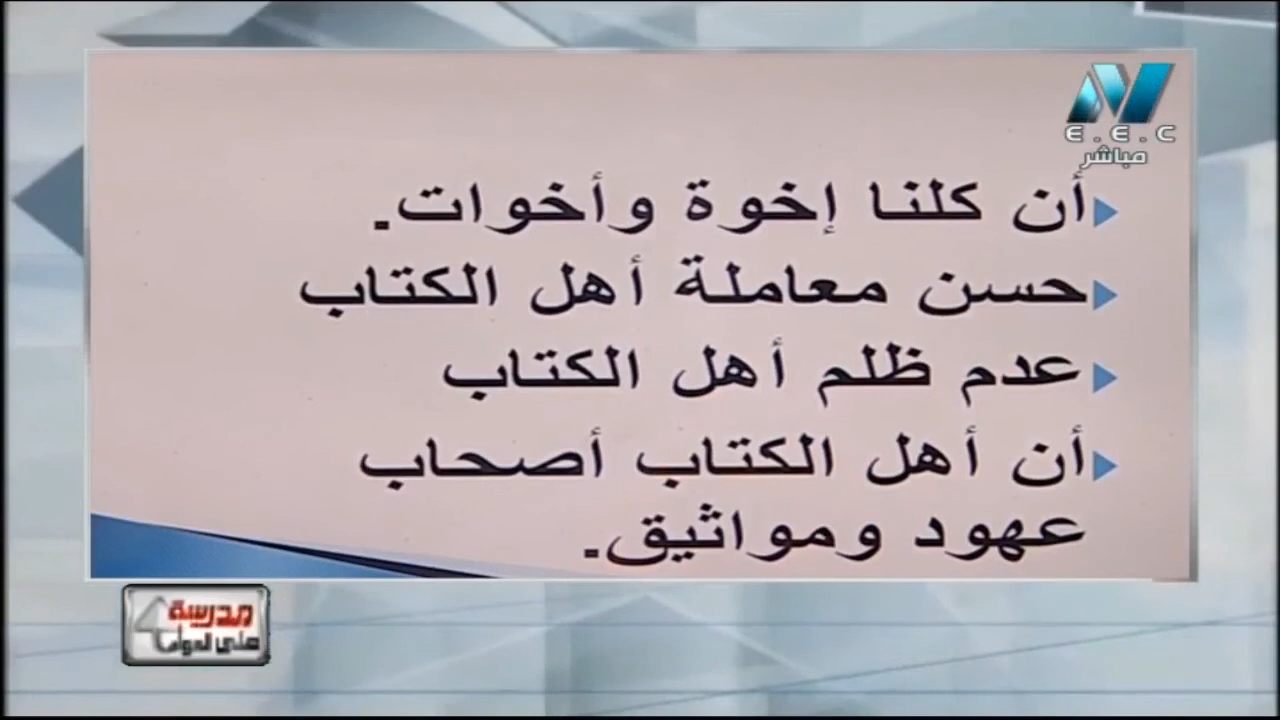 E.E.C
مباشر
أن كلنا إخوة وأخوات.
حسن معاملة أهل الكتاب
عدم ظلم أهل الكتاب
أن أهل الكتاب أصحاب
عهود ومواثيق.
مدرسة
على الهواء